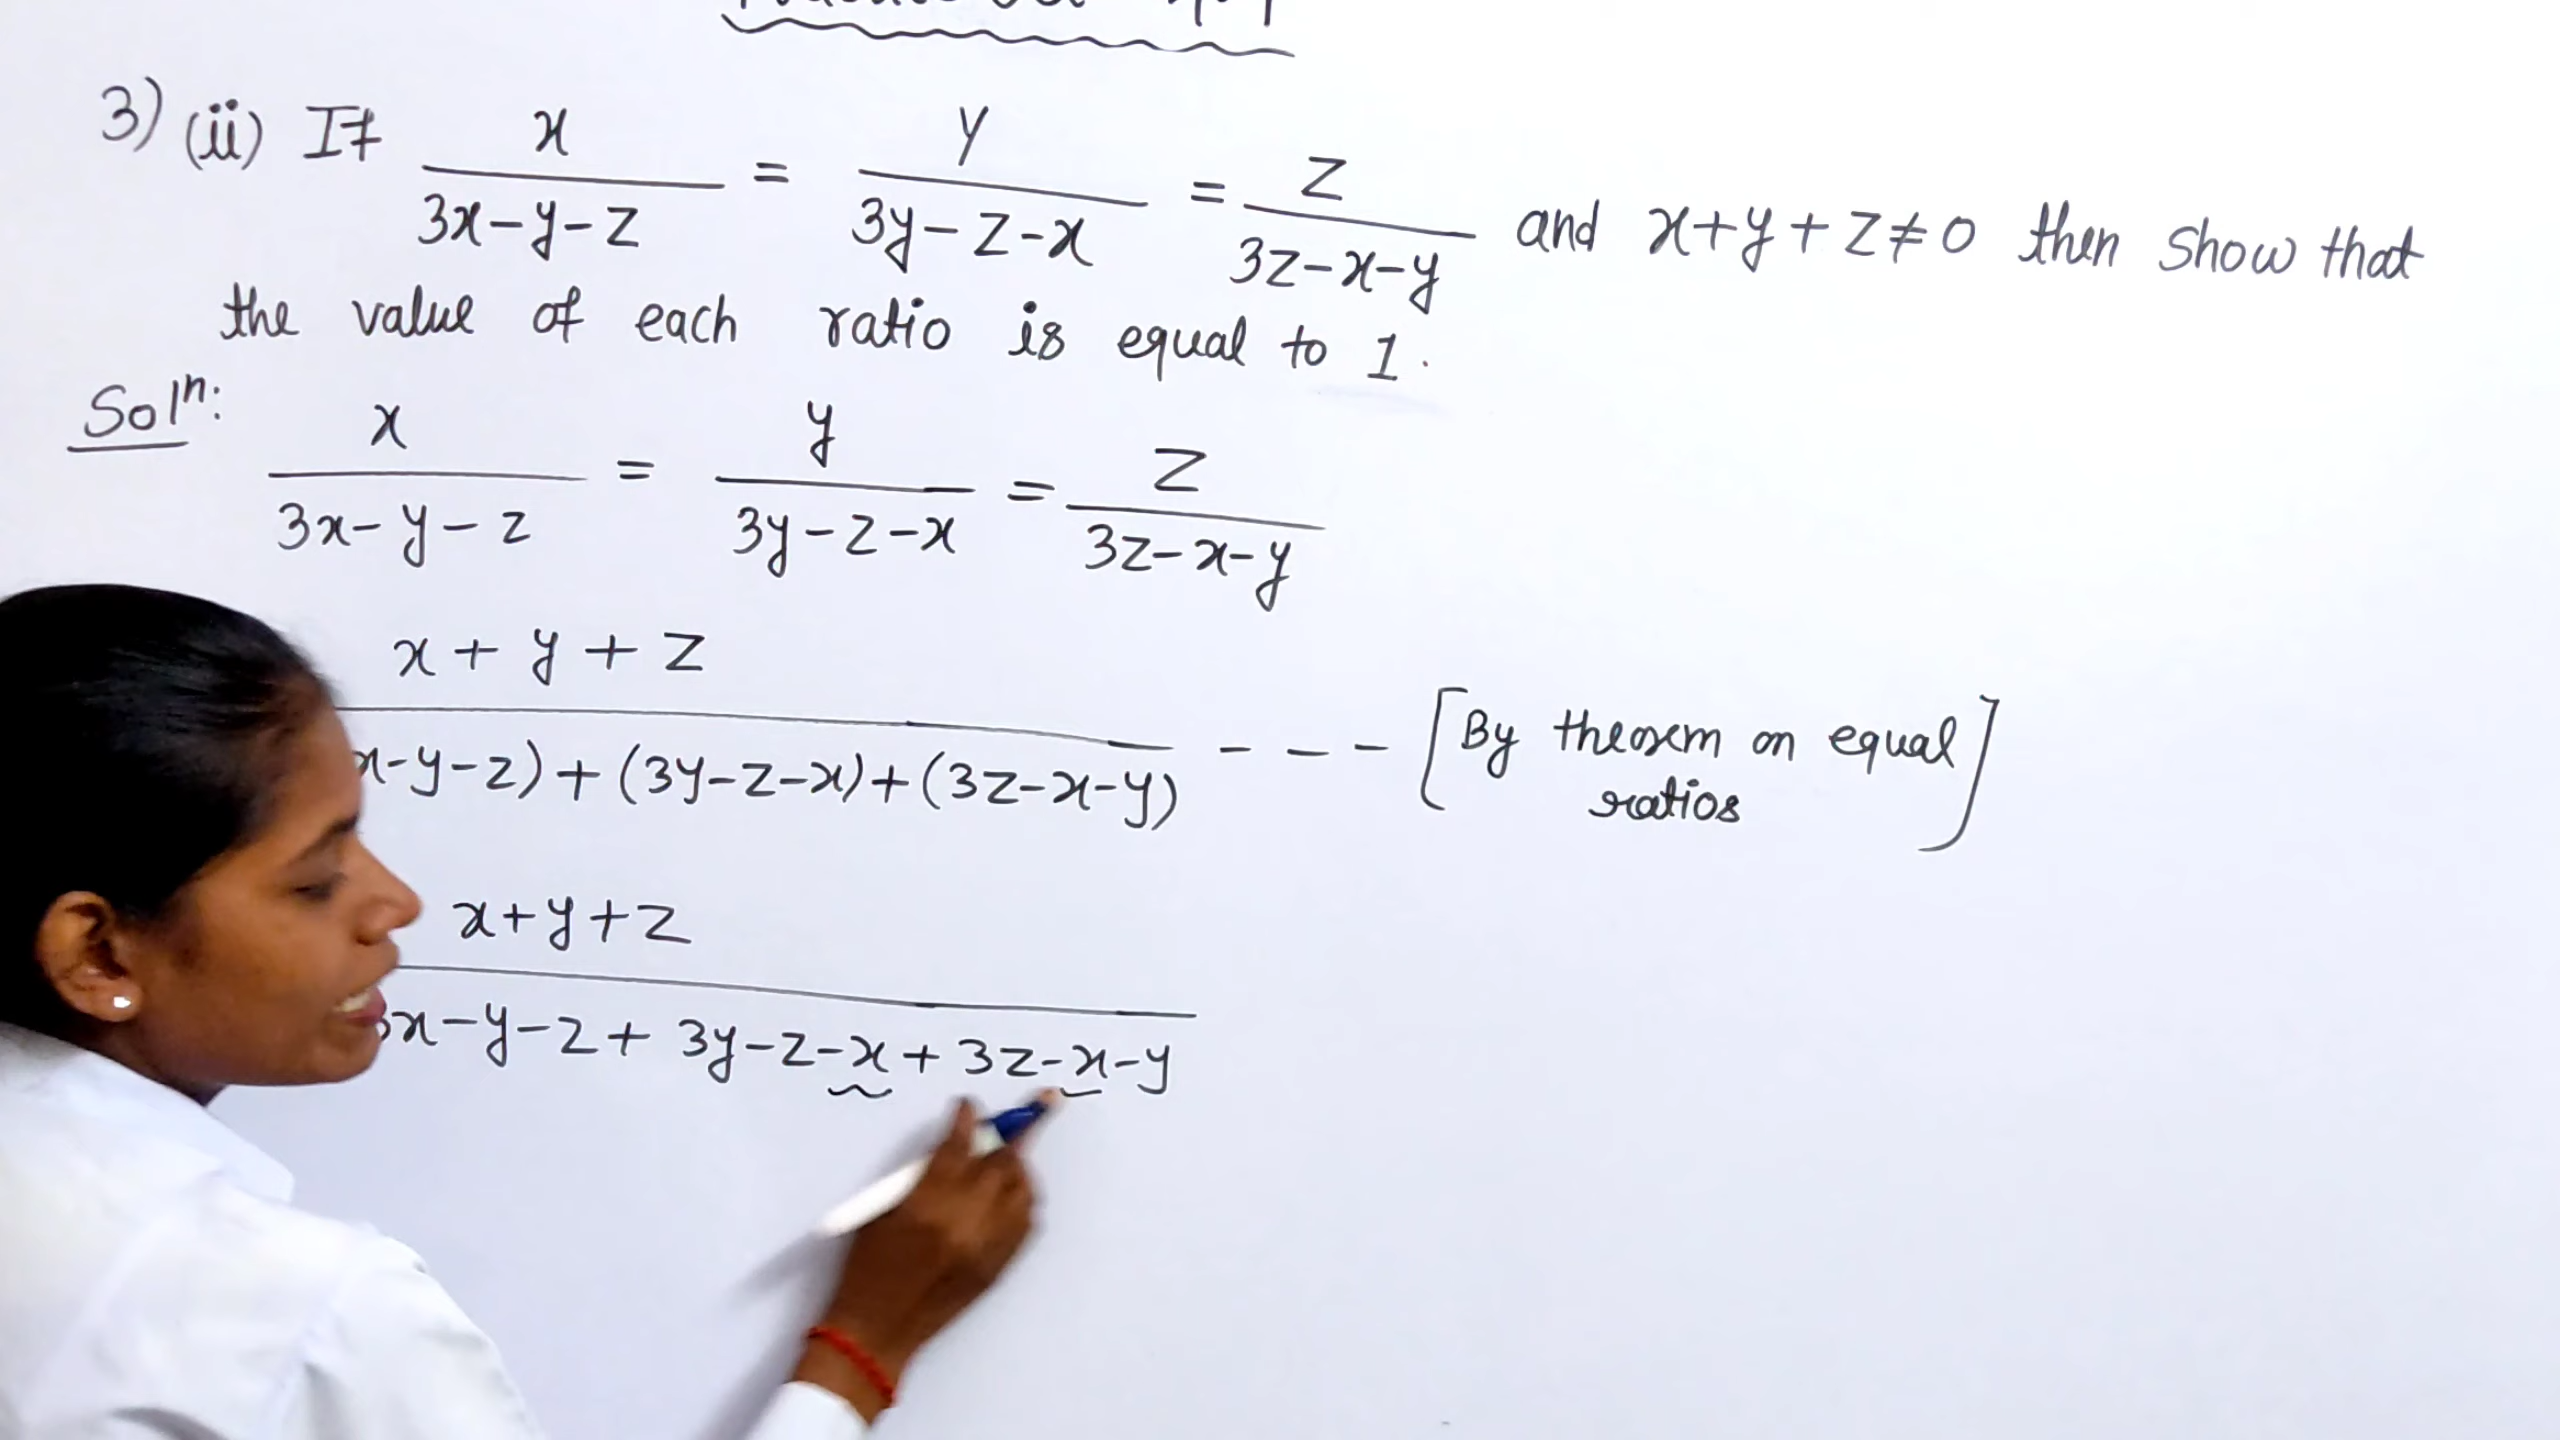 3) (ii) If x/(3x-y-z) = y/(3y-z-x) = z/(3z-x-y) and x+y+z≠0 then show that
the value of each ratio is equal to 1.
Solⁿ:
x/(3x-y-z) = y/(3y-z-x) = z/(3z-x-y)
x+y+z
x-y-z)+(3y-z-x)+(3z-x-y) --- [By theorem on equal
ratios]
x+y+z
3x-y-z+3y-z-x+3z-x-y